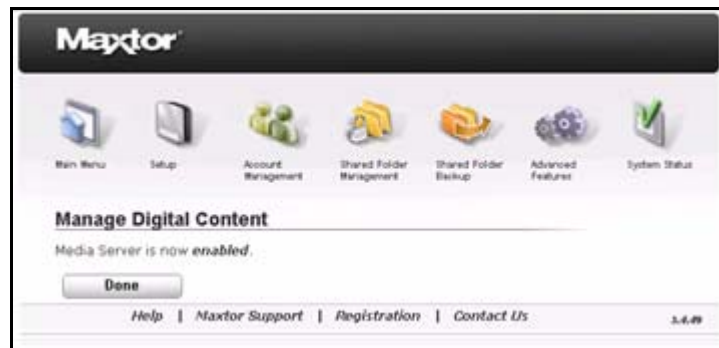 Maxtor
Main Menu
Setup
Account Management
Shared Folder Management
Shared Folder Backup
Advanced Features
System Status
Manage Digital Content
Media Server is now enabled.
Done
Help | Maxtor Support | Registration | Contact Us